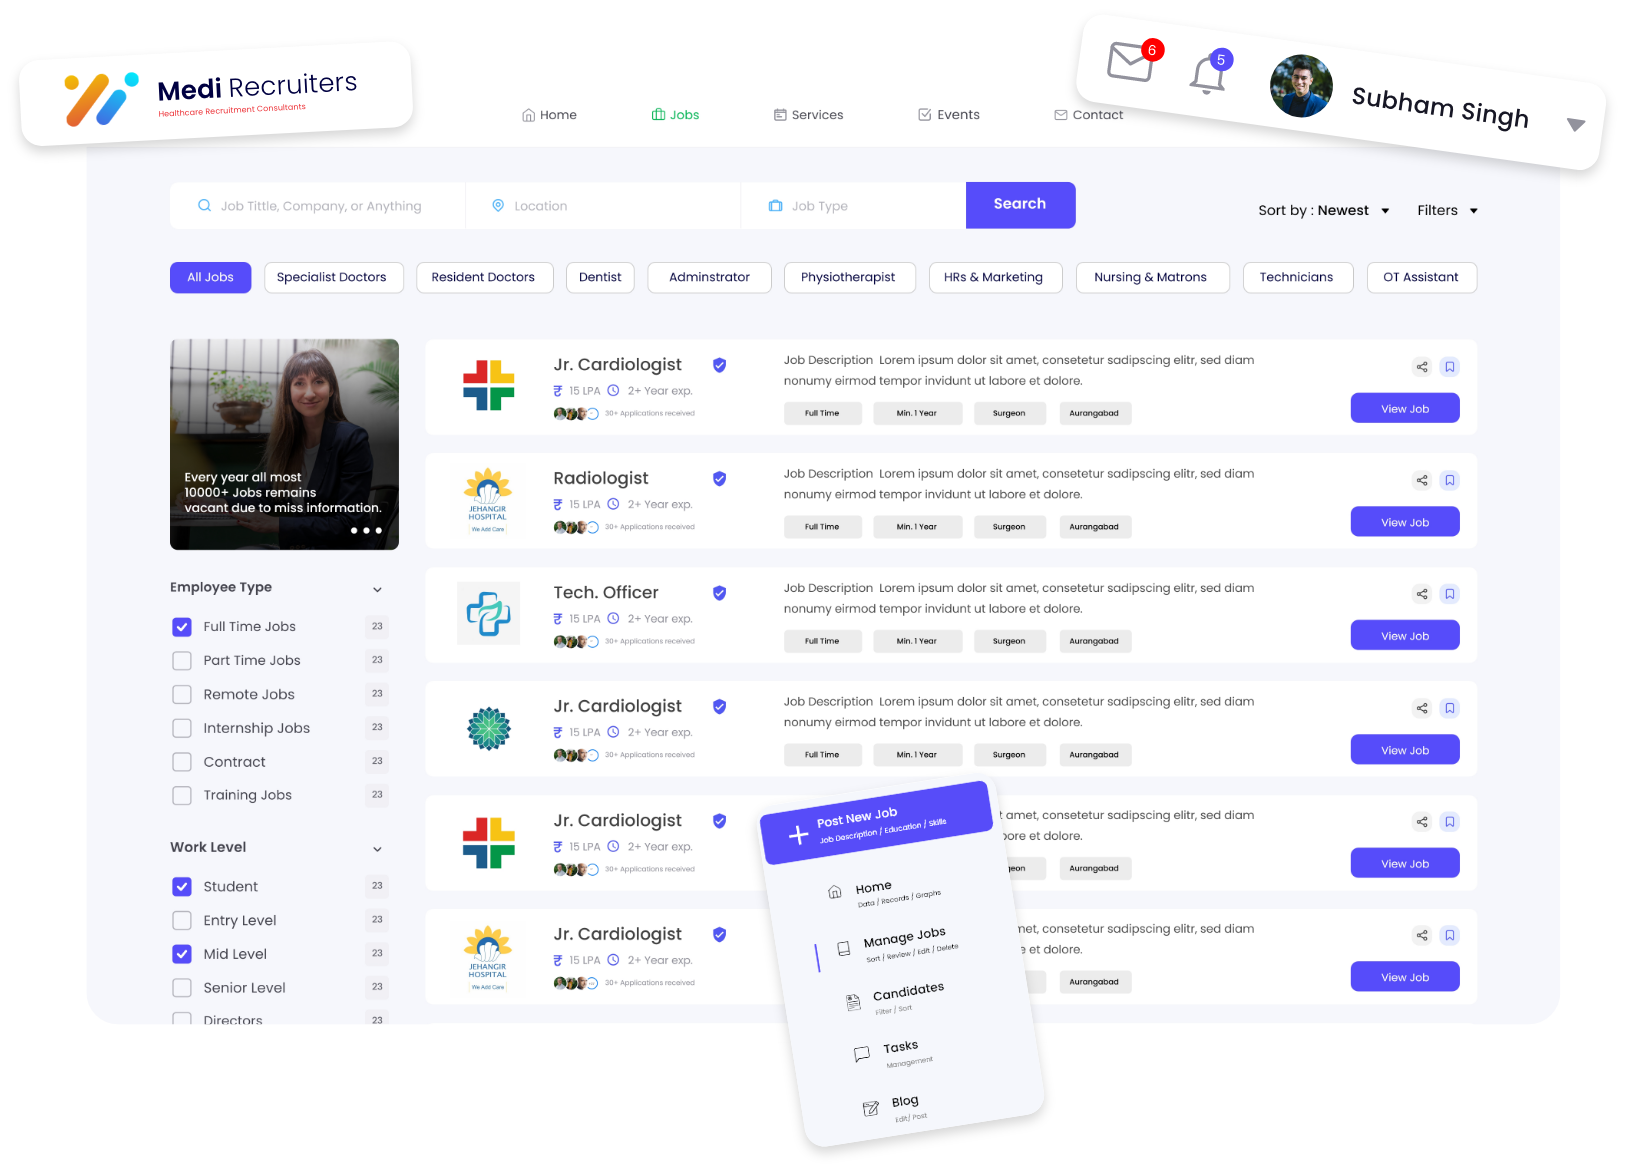 Medi Recruiters
Healthcare Recruitment Consultants
Home
Jobs
Services
Events
Contact
6
5
Subham Singh
Job Tittle, Company, or Anything
Location
Job Type
Search
Sort by : Newest
Filters
All Jobs
Specialist Doctors
Resident Doctors
Dentist
Adminstrator
Physiotherapist
HRs & Marketing
Nursing & Matrons
Technicians
OT Assistant
Every year all most
10000+ Jobs remains
vacant due to miss information.
Employee Type
Full Time Jobs 23
Part Time Jobs 23
Remote Jobs 23
Internship Jobs 23
Contract 23
Training Jobs 23
Work Level
Student 23
Entry Level 23
Mid Level 23
Senior Level 23
Directors 23
Jr. Cardiologist
₹ 15 LPA 2+ Year exp.
30+ Applications received
Job Description Lorem ipsum dolor sit amet, consetetur sadipscing elitr, sed diam
nonumy eirmod tempor invidunt ut labore et dolore.
Full Time Min. 1 Year Surgeon Aurangabad
View Job
JEHANGIR
HOSPITAL
We Add Care
Radiologist
₹ 15 LPA 2+ Year exp.
30+ Applications received
Job Description Lorem ipsum dolor sit amet, consetetur sadipscing elitr, sed diam
nonumy eirmod tempor invidunt ut labore et dolore.
Full Time Min. 1 Year Surgeon Aurangabad
View Job
Tech. Officer
₹ 15 LPA 2+ Year exp.
30+ Applications received
Job Description Lorem ipsum dolor sit amet, consetetur sadipscing elitr, sed diam
nonumy eirmod tempor invidunt ut labore et dolore.
Full Time Min. 1 Year Surgeon Aurangabad
View Job
Jr. Cardiologist
₹ 15 LPA 2+ Year exp.
30+ Applications received
Job Description Lorem ipsum dolor sit amet, consetetur sadipscing elitr, sed diam
nonumy eirmod tempor invidunt ut labore et dolore.
Full Time Min. 1 Year Surgeon Aurangabad
View Job
Jr. Cardiologist
₹ 15 LPA 2+ Year exp.
30+ Applications received
amet, consetetur sadipscing elitr, sed diam
et dolore.
Aurangabad
View Job
JEHANGIR
HOSPITAL
We Add Care
Jr. Cardiologist
₹ 15 LPA 2+ Year exp.
30+ Applications received
amet, consetetur sadipscing elitr, sed diam
et dolore.
Aurangabad
View Job
Post New Job
Job Description / Education / Skills
Home
Data / Records / Graphs
Manage Jobs
Sort / Review / Edit / Delete
Candidates
Filter / Sort
Tasks
Management
Blog
Edit/ Post